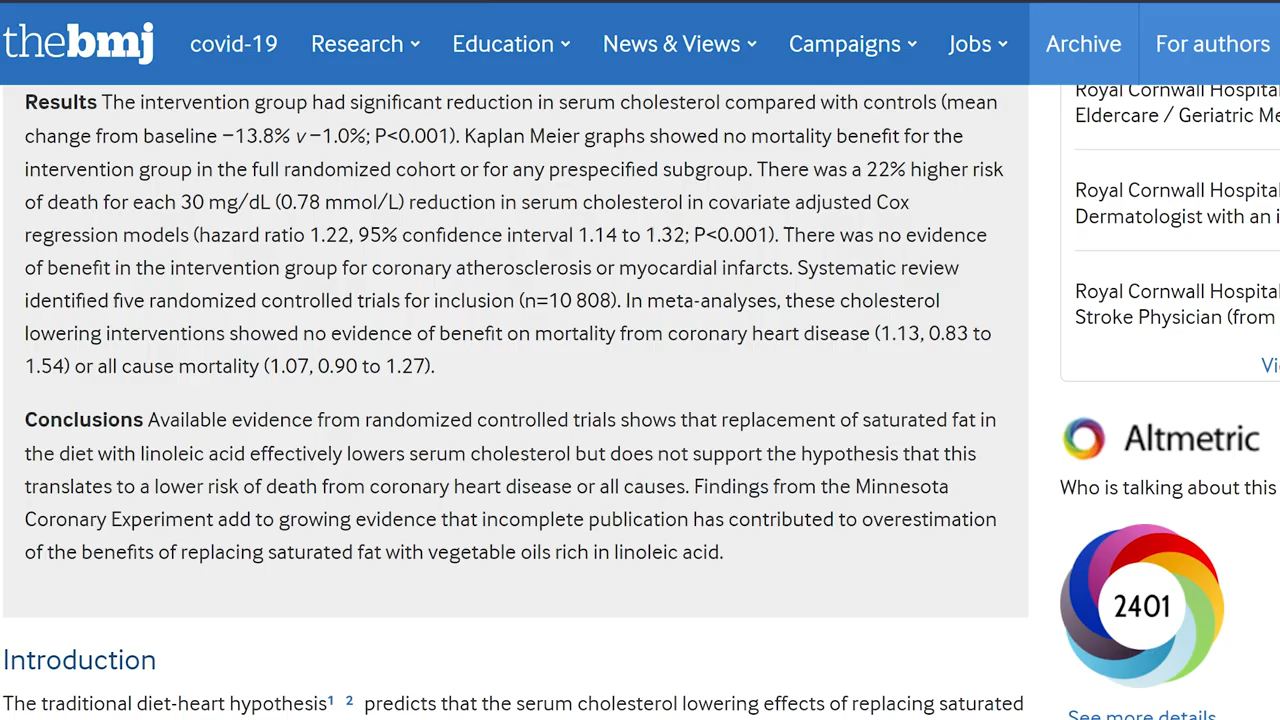 thebmj covid-19 Research Education News & Views Campaigns Jobs Archive For authors
Results The intervention group had significant reduction in serum cholesterol compared with controls (mean
change from baseline −13.8% v −1.0%; P<0.001). Kaplan Meier graphs showed no mortality benefit for the
intervention group in the full randomized cohort or for any prespecified subgroup. There was a 22% higher risk
of death for each 30 mg/dL (0.78 mmol/L) reduction in serum cholesterol in covariate adjusted Cox
regression models (hazard ratio 1.22, 95% confidence interval 1.14 to 1.32; P<0.001). There was no evidence
of benefit in the intervention group for coronary atherosclerosis or myocardial infarcts. Systematic review
identified five randomized controlled trials for inclusion (n=10 808). In meta-analyses, these cholesterol
lowering interventions showed no evidence of benefit on mortality from coronary heart disease (1.13, 0.83 to
1.54) or all cause mortality (1.07, 0.90 to 1.27).
Conclusions Available evidence from randomized controlled trials shows that replacement of saturated fat in
the diet with linoleic acid effectively lowers serum cholesterol but does not support the hypothesis that this
translates to a lower risk of death from coronary heart disease or all causes. Findings from the Minnesota
Coronary Experiment add to growing evidence that incomplete publication has contributed to overestimation
of the benefits of replacing saturated fat with vegetable oils rich in linoleic acid.
Introduction
The traditional diet-heart hypothesis1 2 predicts that the serum cholesterol lowering effects of replacing saturated
Royal Cornwall Hospital
Eldercare / Geriatric Me
Royal Cornwall Hospital
Dermatologist with an i
Royal Cornwall Hospital
Stroke Physician (from
Vi
Altmetric
Who is talking about this
2401
See more details